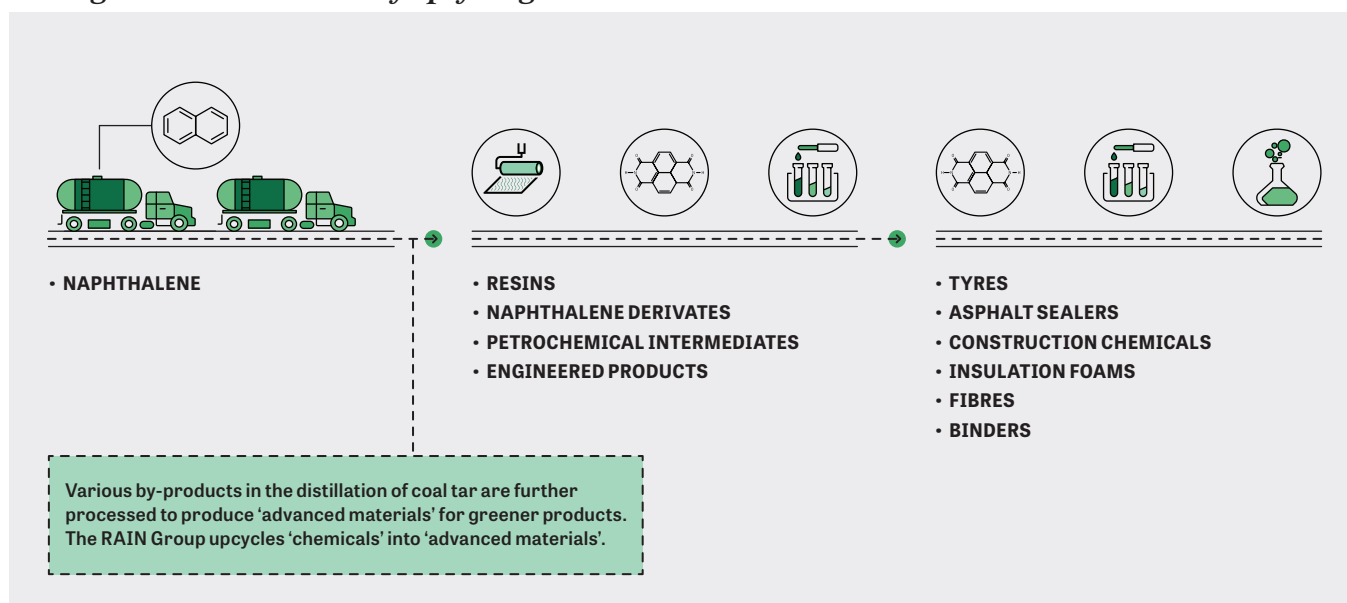 • NAPHTHALENE
• RESINS
• NAPHTHALENE DERIVATES
• PETROCHEMICAL INTERMEDIATES
• ENGINEERED PRODUCTS
• TYRES
• ASPHALT SEALERS
• CONSTRUCTION CHEMICALS
• INSULATION FOAMS
• FIBRES
• BINDERS
Various by-products in the distillation of coal tar are further
processed to produce ‘advanced materials’ for greener products.
The RAIN Group upcycles ‘chemicals’ into ‘advanced materials’.